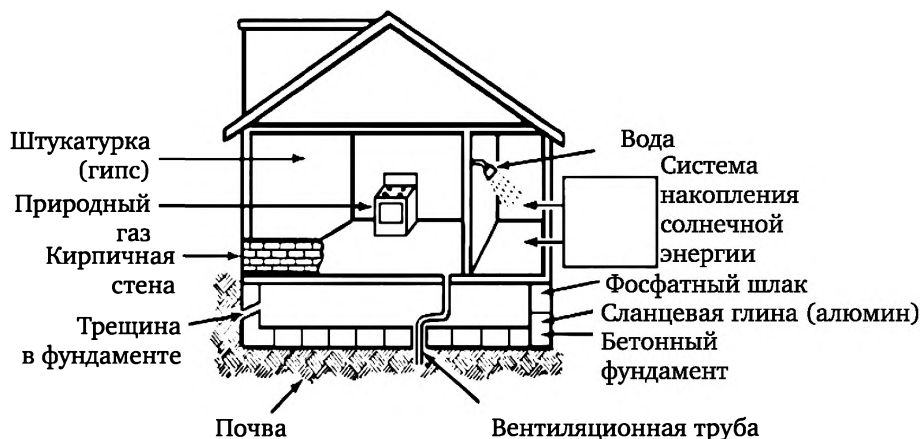 Штукатурка
(гипс)
Природный
газ
Кирпичная
стена
Трещина
в фундаменте
Почва
Вода
Система
накопления
солнечной
энергии
Фосфатный шлак
Сланцевая глина (алюмин)
Бетонный
фундамент
Вентиляционная труба